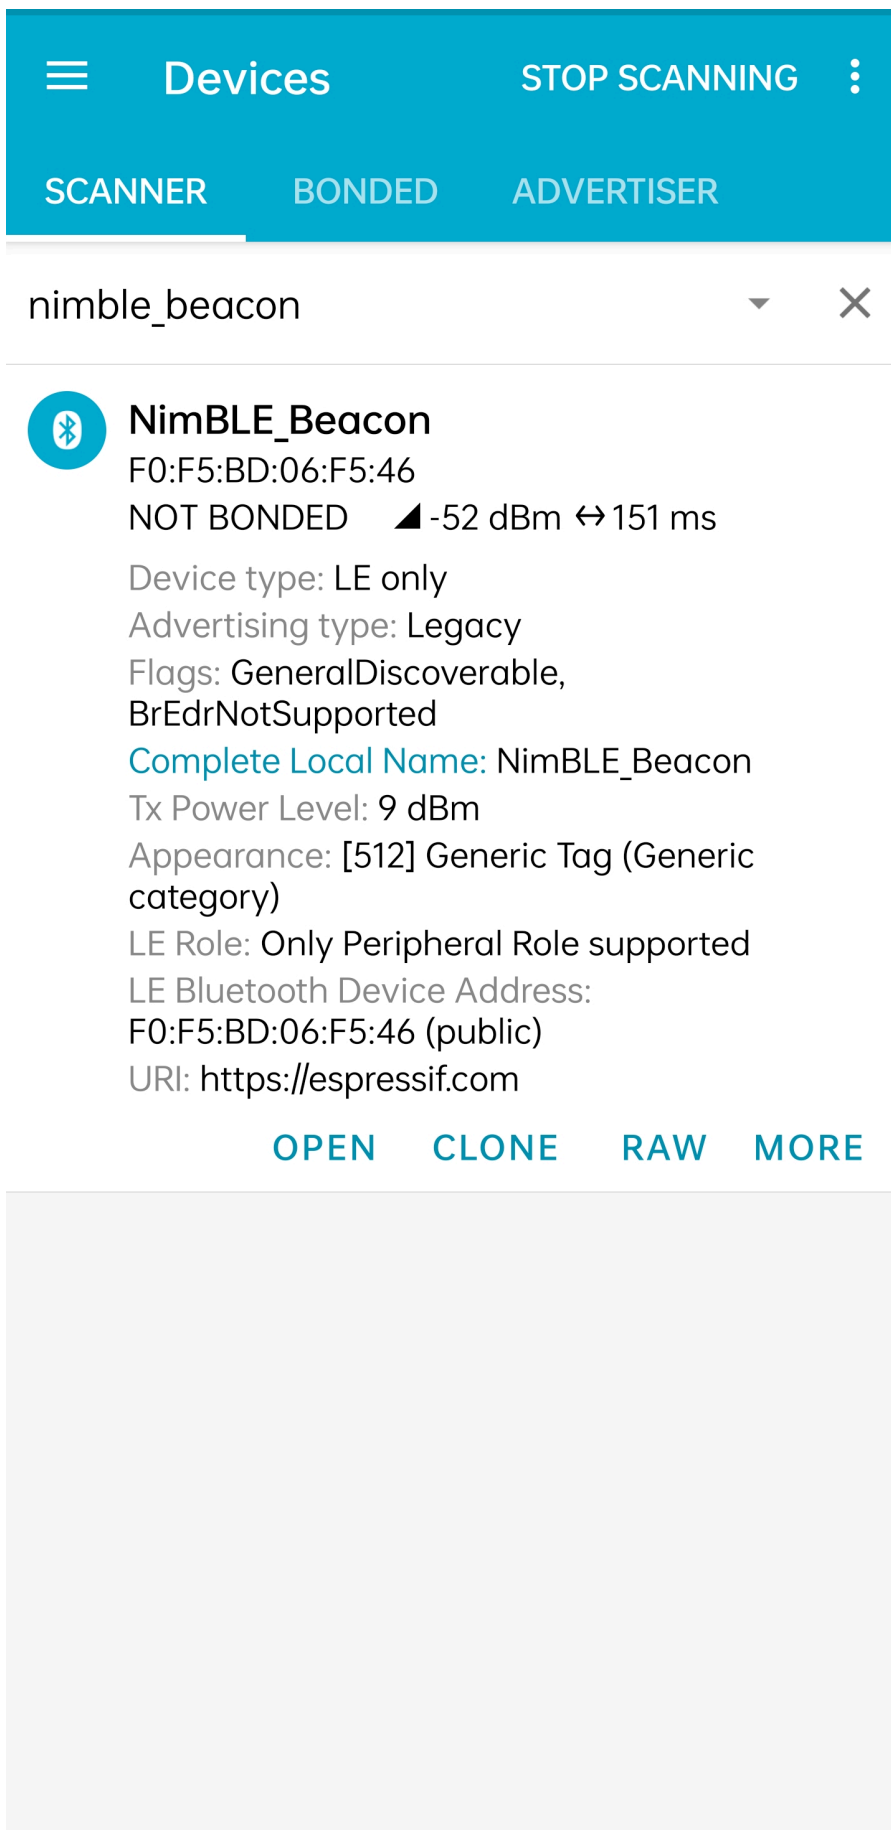 Devices STOP SCANNING
SCANNER BONDED ADVERTISER
nimble_beacon
NimBLE_Beacon
F0:F5:BD:06:F5:46
NOT BONDED -52 dBm ↔ 151 ms
Device type: LE only
Advertising type: Legacy
Flags: GeneralDiscoverable,
BrEdrNotSupported
Complete Local Name: NimBLE_Beacon
Tx Power Level: 9 dBm
Appearance: [512] Generic Tag (Generic
category)
LE Role: Only Peripheral Role supported
LE Bluetooth Device Address:
F0:F5:BD:06:F5:46 (public)
URI: https://espressif.com
OPEN CLONE RAW MORE